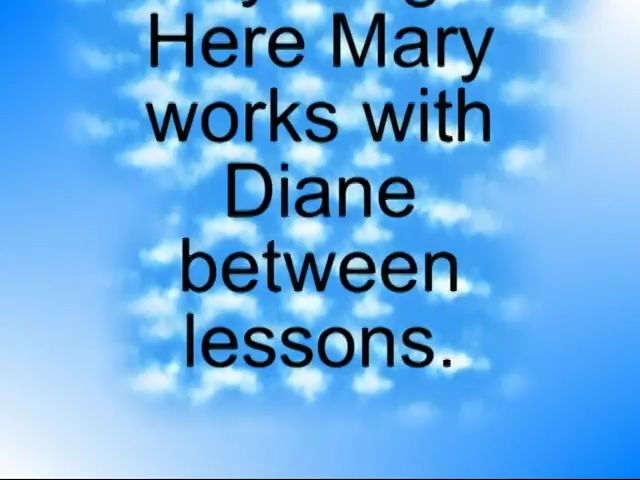 Here Mary
works with
Diane
between
lessons.